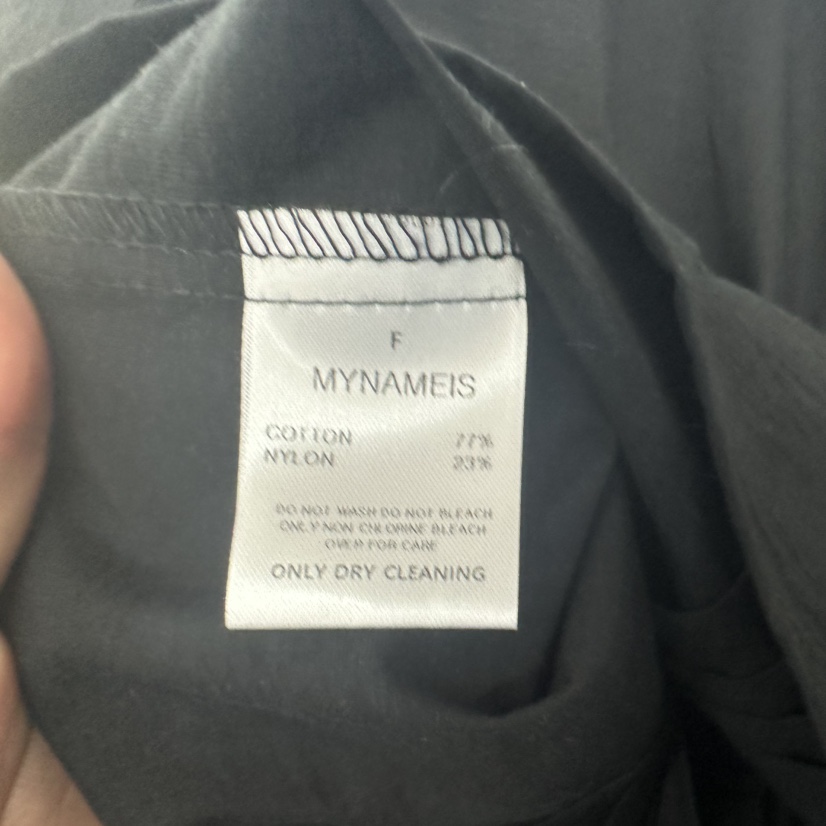 F
MYNAMEIS
COTTON 77%
NYLON 23%
DO NOT WASH DO NOT BLEACH
ONLY NON CHLORINE BLEACH
OVER FOR CARE
ONLY DRY CLEANING